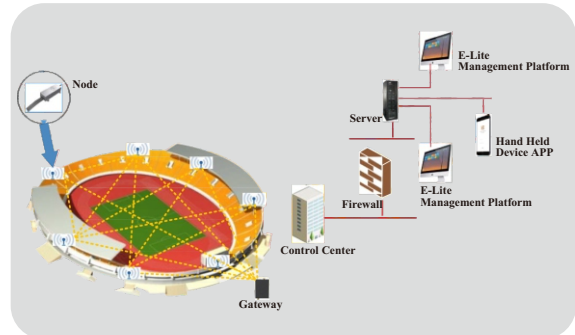 Node
E-Lite
Management Platform
Server
Hand Held
Device APP
E-Lite
Management Platform
Firewall
Control Center
Gateway